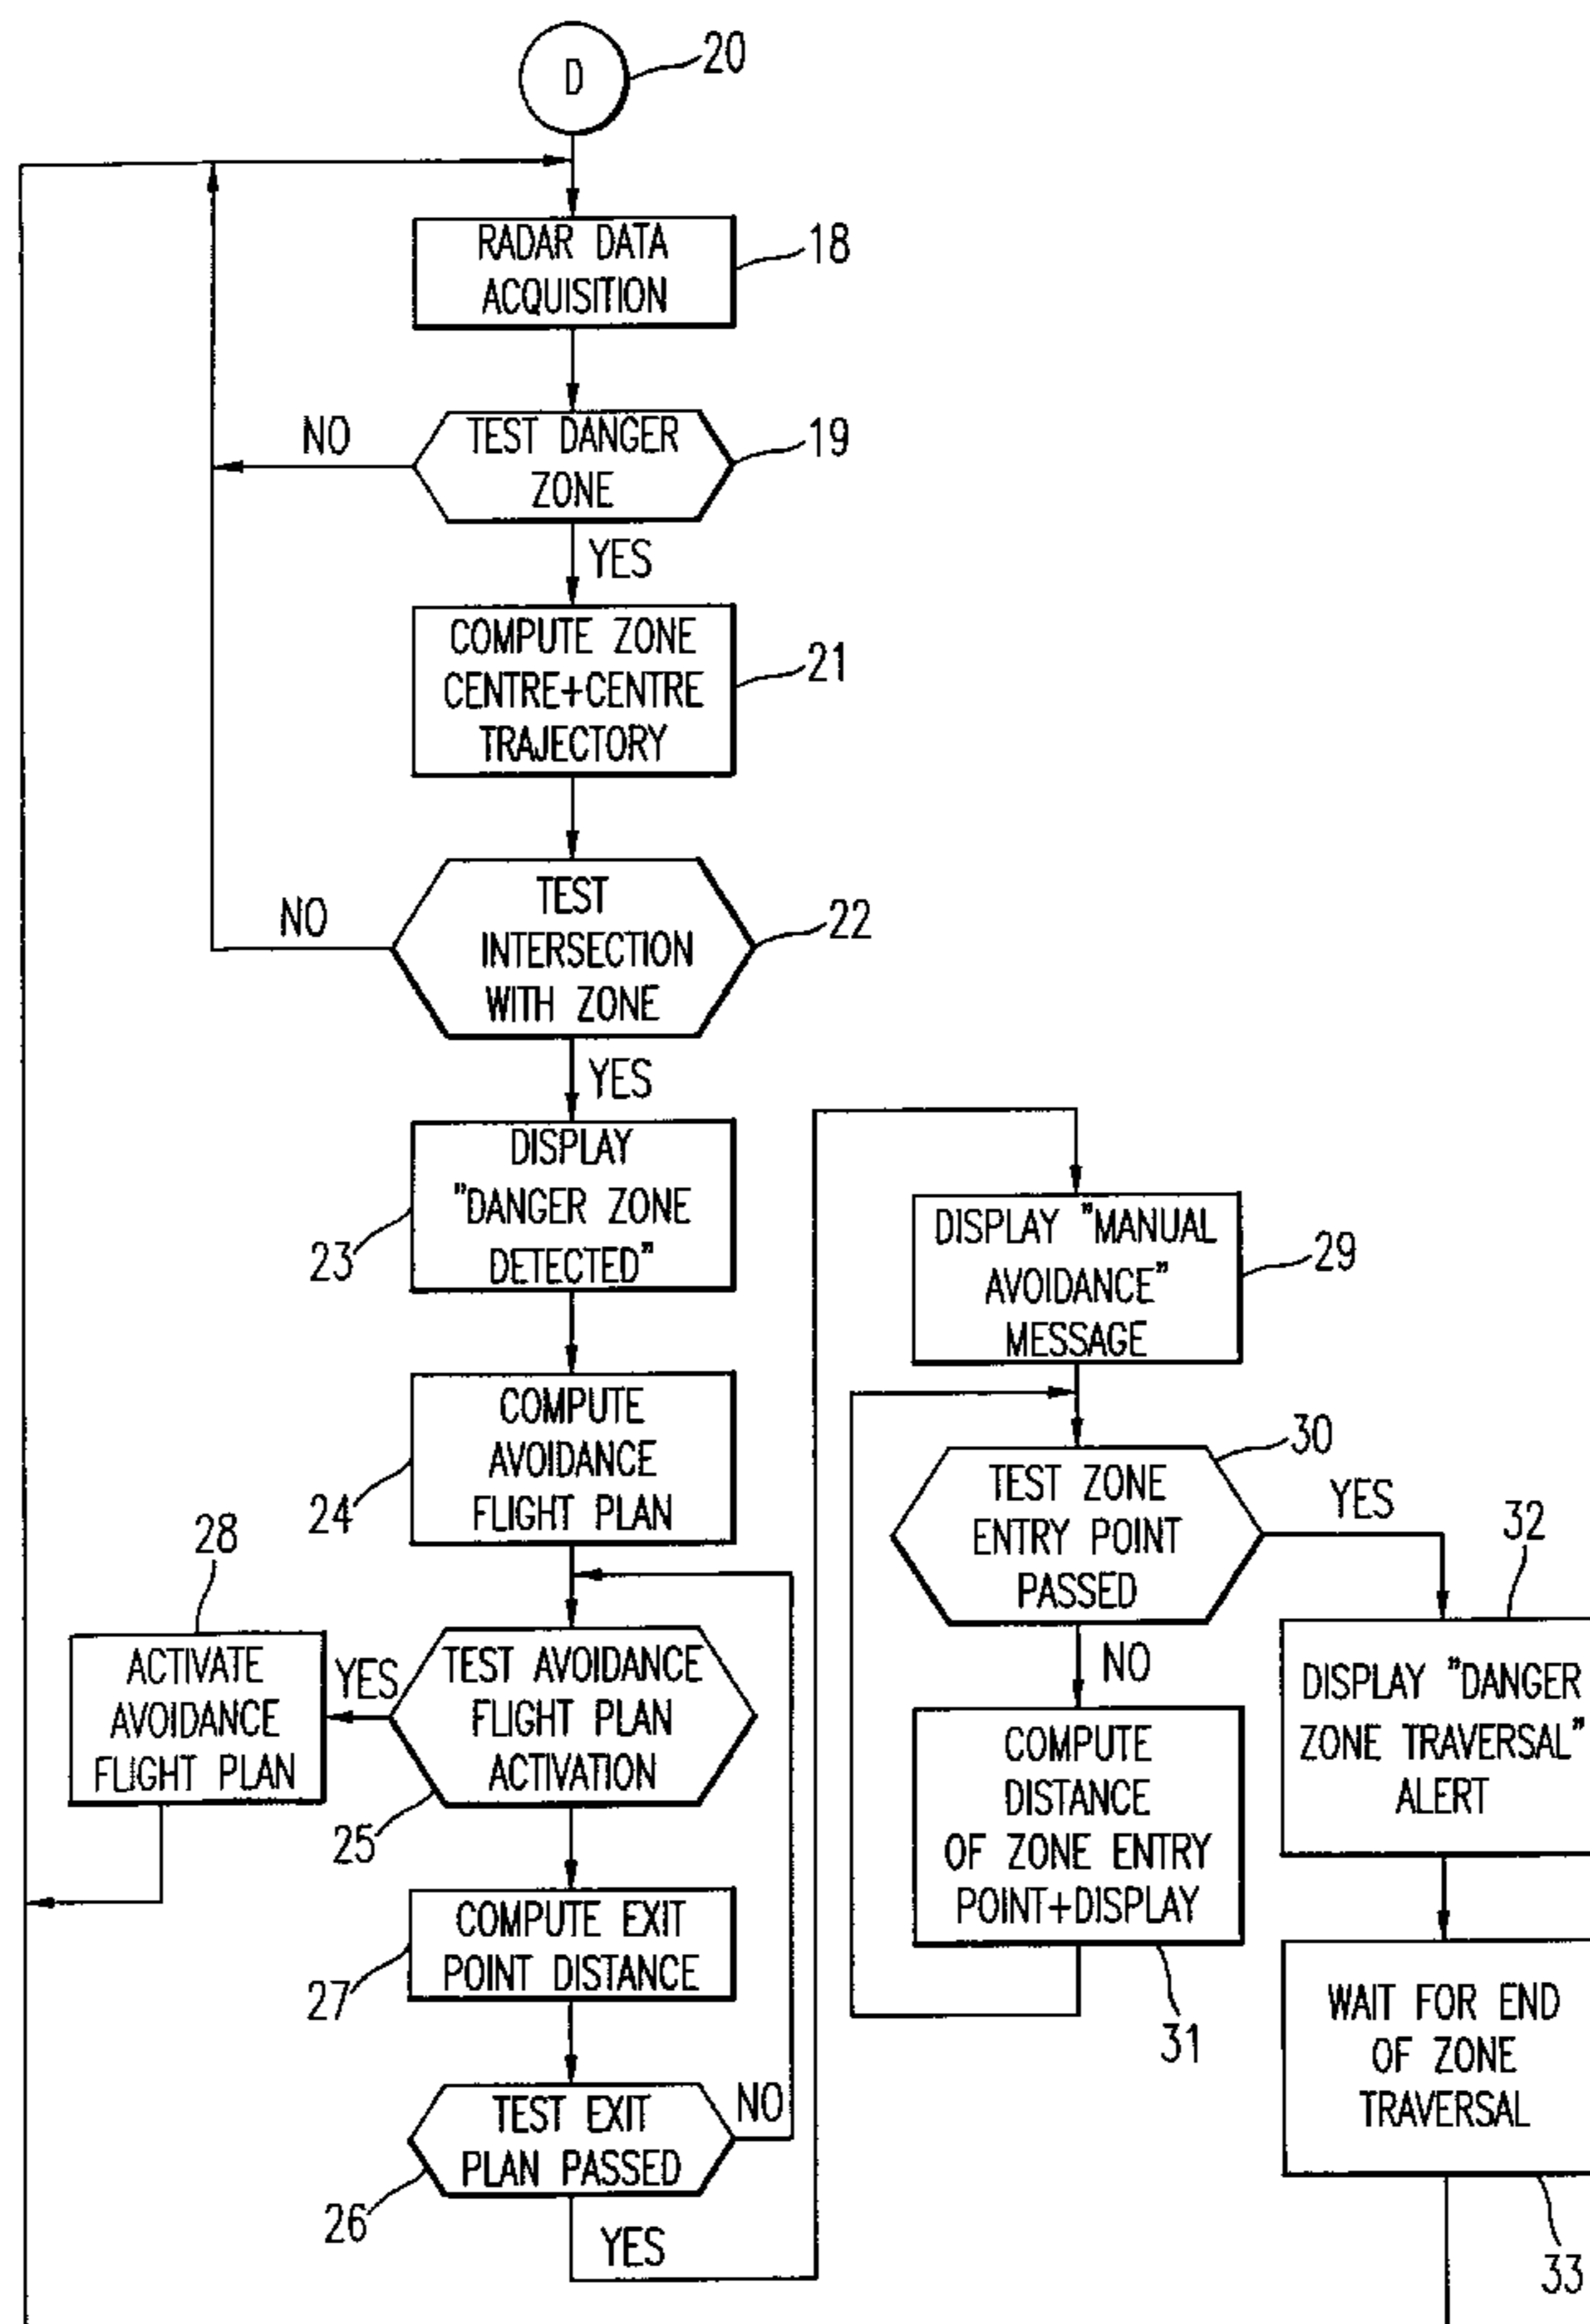 D
20
RADAR DATA
ACQUISITION
18
NO
TEST DANGER
ZONE
19
YES
COMPUTE ZONE
CENTRE+CENTRE
TRAJECTORY
21
NO
TEST
INTERSECTION
WITH ZONE
22
YES
DISPLAY
"DANGER ZONE
DETECTED"
23
COMPUTE
AVOIDANCE
FLIGHT PLAN
24
28
ACTIVATE
AVOIDANCE
FLIGHT PLAN
YES
TEST AVOIDANCE
FLIGHT PLAN
ACTIVATION
25
COMPUTE EXIT
POINT DISTANCE
27
TEST EXIT
PLAN PASSED
NO
26
YES
DISPLAY "MANUAL
AVOIDANCE"
MESSAGE
29
TEST ZONE
ENTRY POINT
PASSED
30
YES
NO
COMPUTE
DISTANCE
OF ZONE ENTRY
POINT+DISPLAY
31
32
DISPLAY "DANGER
ZONE TRAVERSAL"
ALERT
WAIT FOR END
OF ZONE
TRAVERSAL
33